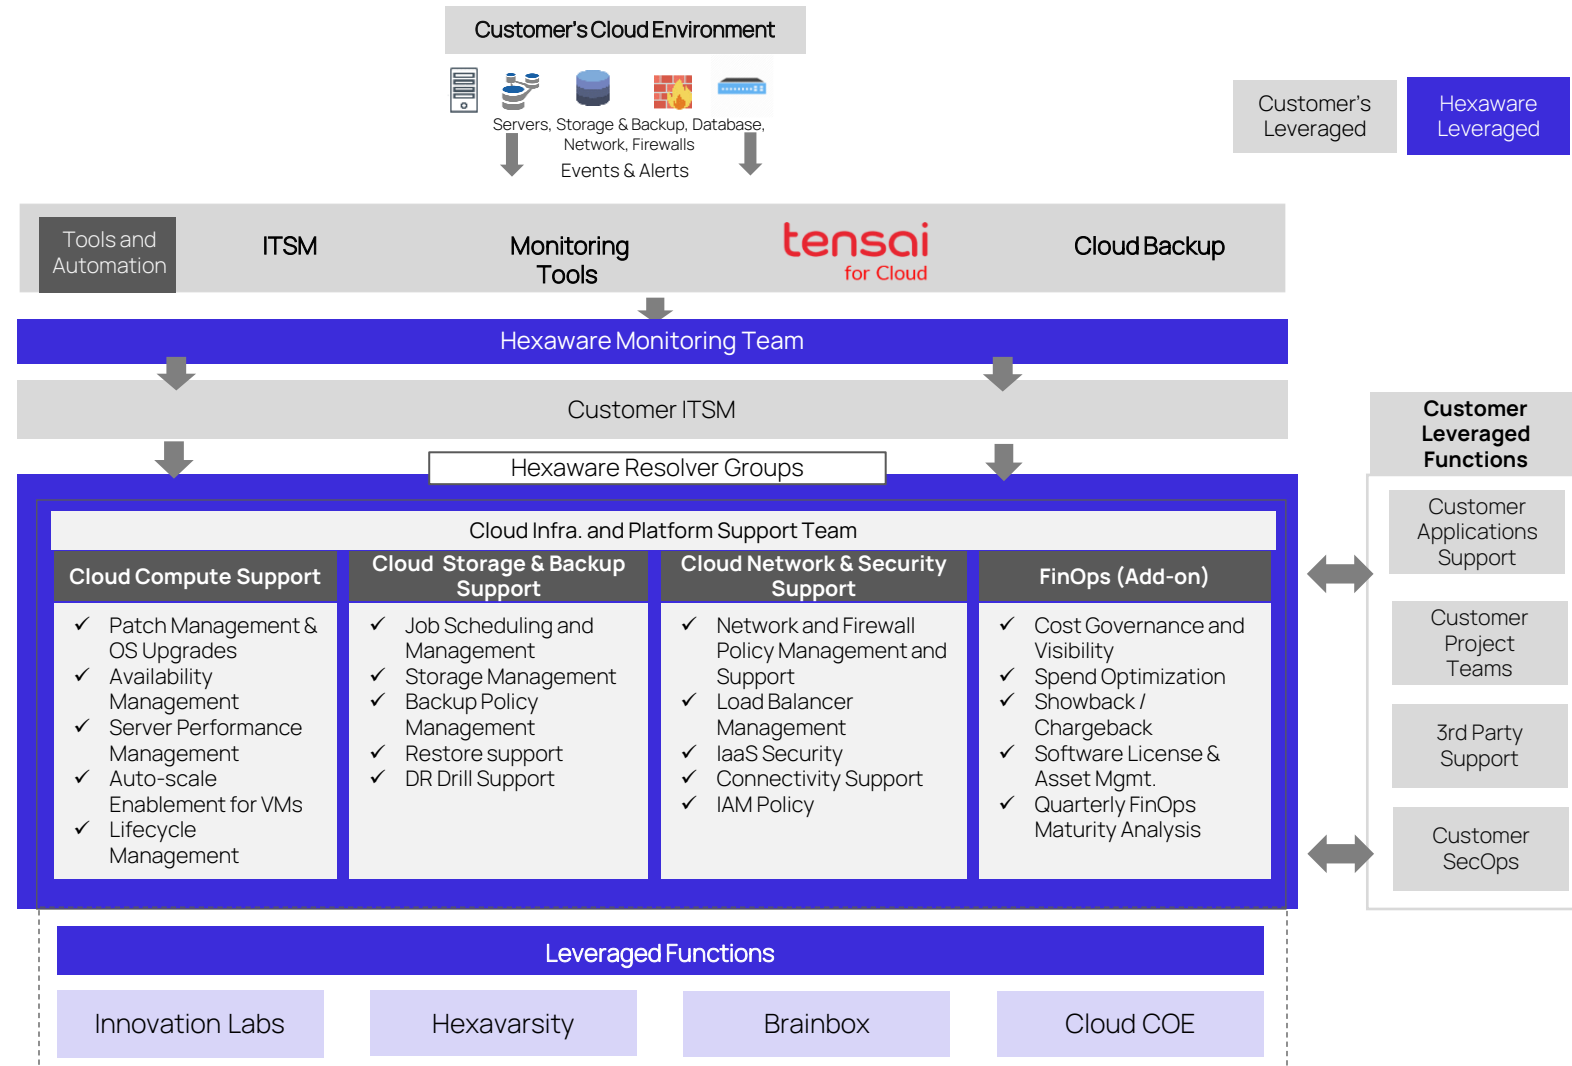 Customer's Cloud Environment
Servers, Storage & Backup, Database,
Network, Firewalls
Events & Alerts
Customer's
Leveraged
Hexaware
Leveraged
Tools and
Automation
ITSM
Monitoring
Tools
tensai
for Cloud
Cloud Backup
Hexaware Monitoring Team
Customer ITSM
Hexaware Resolver Groups
Cloud Infra. and Platform Support Team
Cloud Compute Support
✓ Patch Management &
OS Upgrades
✓ Availability
Management
✓ Server Performance
Management
✓ Auto-scale
Enablement for VMs
✓ Lifecycle
Management
Cloud Storage & Backup
Support
✓ Job Scheduling and
Management
✓ Storage Management
✓ Backup Policy
Management
✓ Restore support
✓ DR Drill Support
Cloud Network & Security
Support
✓ Network and Firewall
Policy Management and
Support
✓ Load Balancer
Management
✓ IaaS Security
✓ Connectivity Support
✓ IAM Policy
FinOps (Add-on)
✓ Cost Governance and
Visibility
✓ Spend Optimization
✓ Showback /
Chargeback
✓ Software License &
Asset Mgmt.
✓ Quarterly FinOps
Maturity Analysis
Customer
Leveraged
Functions
Customer
Applications
Support
Customer
Project
Teams
3rd Party
Support
Customer
SecOps
Leveraged Functions
Innovation Labs
Hexavarsity
Brainbox
Cloud COE